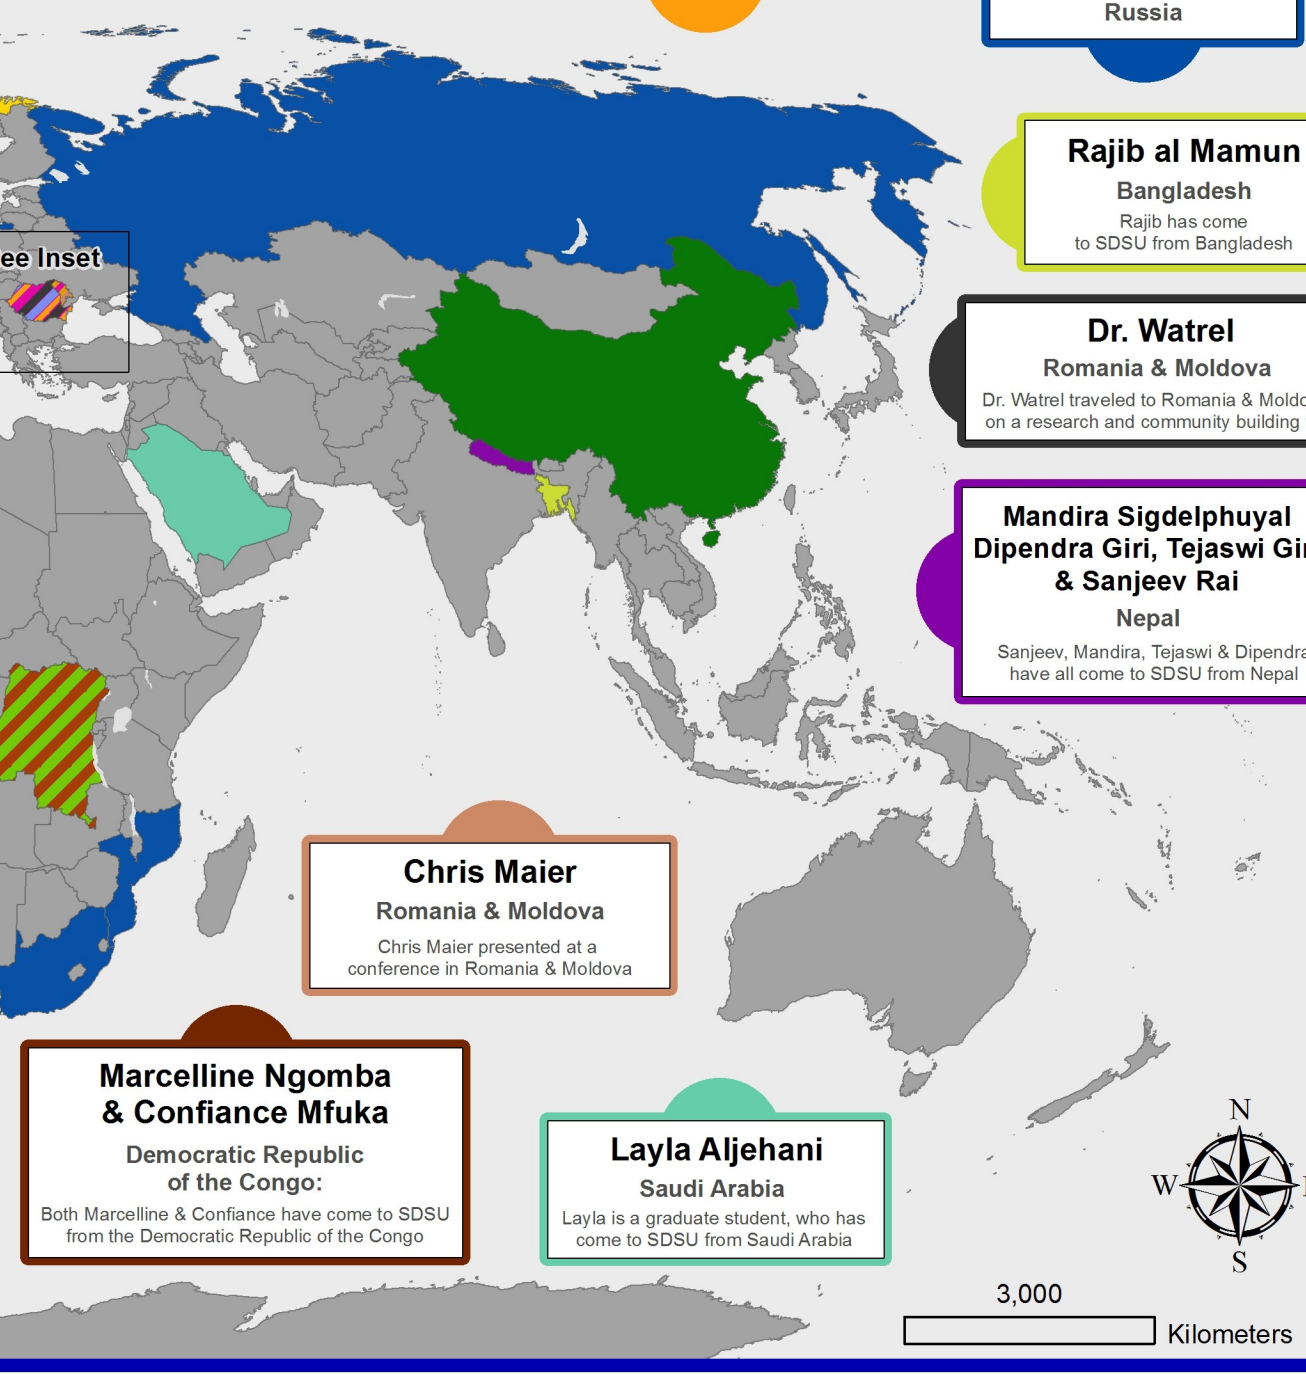 Russia
Rajib al Mamun
Bangladesh
Rajib has come
to SDSU from Bangladesh
ee Inset
Dr. Watrel
Romania & Moldova
Dr. Watrel traveled to Romania & Moldo
on a research and community building
Mandira Sigdelphuyal
Dipendra Giri, Tejaswi Gir
& Sanjeev Rai
Nepal
Sanjeev, Mandira, Tejaswi & Dipendra
have all come to SDSU from Nepal
Chris Maier
Romania & Moldova
Chris Maier presented at a
conference in Romania & Moldova
Marcelline Ngomba
& Confiance Mfuka
Democratic Republic
of the Congo:
Both Marcelline & Confiance have come to SDSU
from the Democratic Republic of the Congo
Layla Aljehani
Saudi Arabia
Layla is a graduate student, who has
come to SDSU from Saudi Arabia
N
W
S
3,000
Kilometers